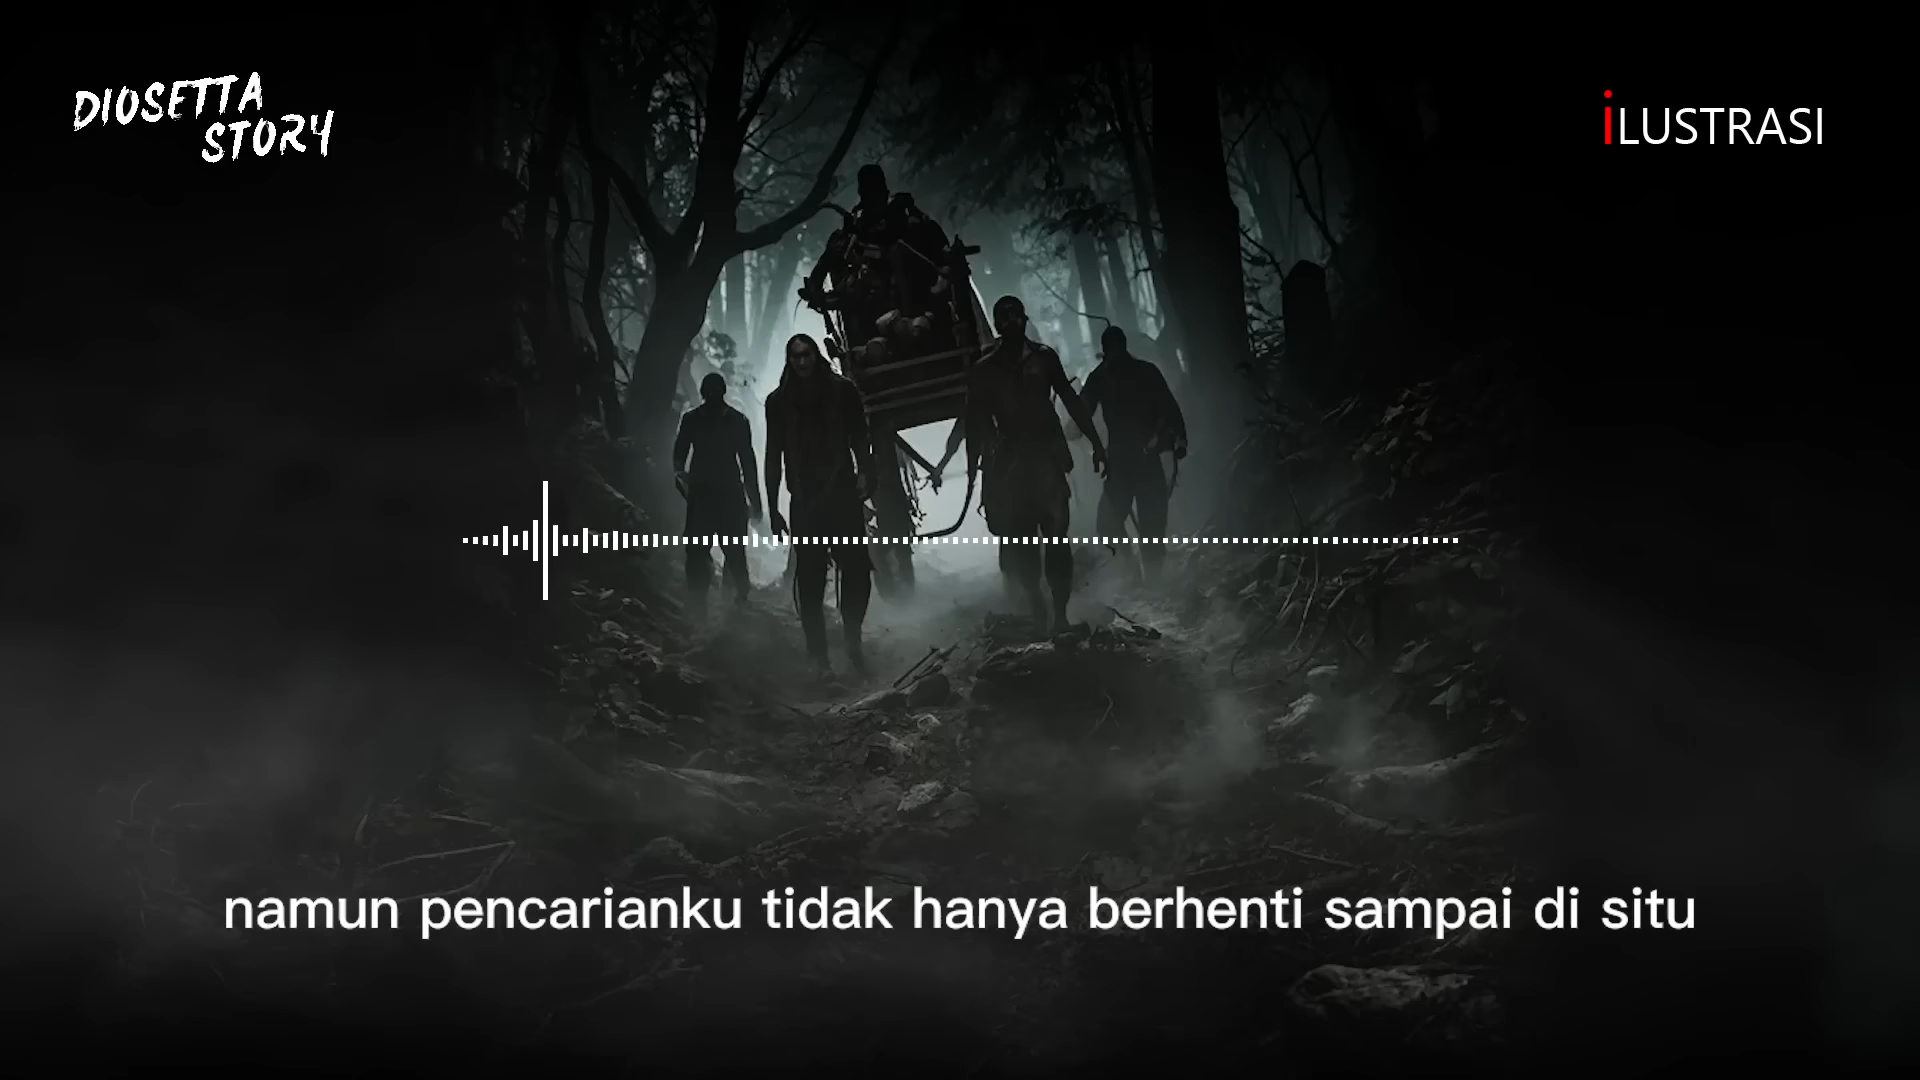 DIOSETTA
STORY
iLUSTRASI
namun pencarianku tidak hanya berhenti sampai di situ